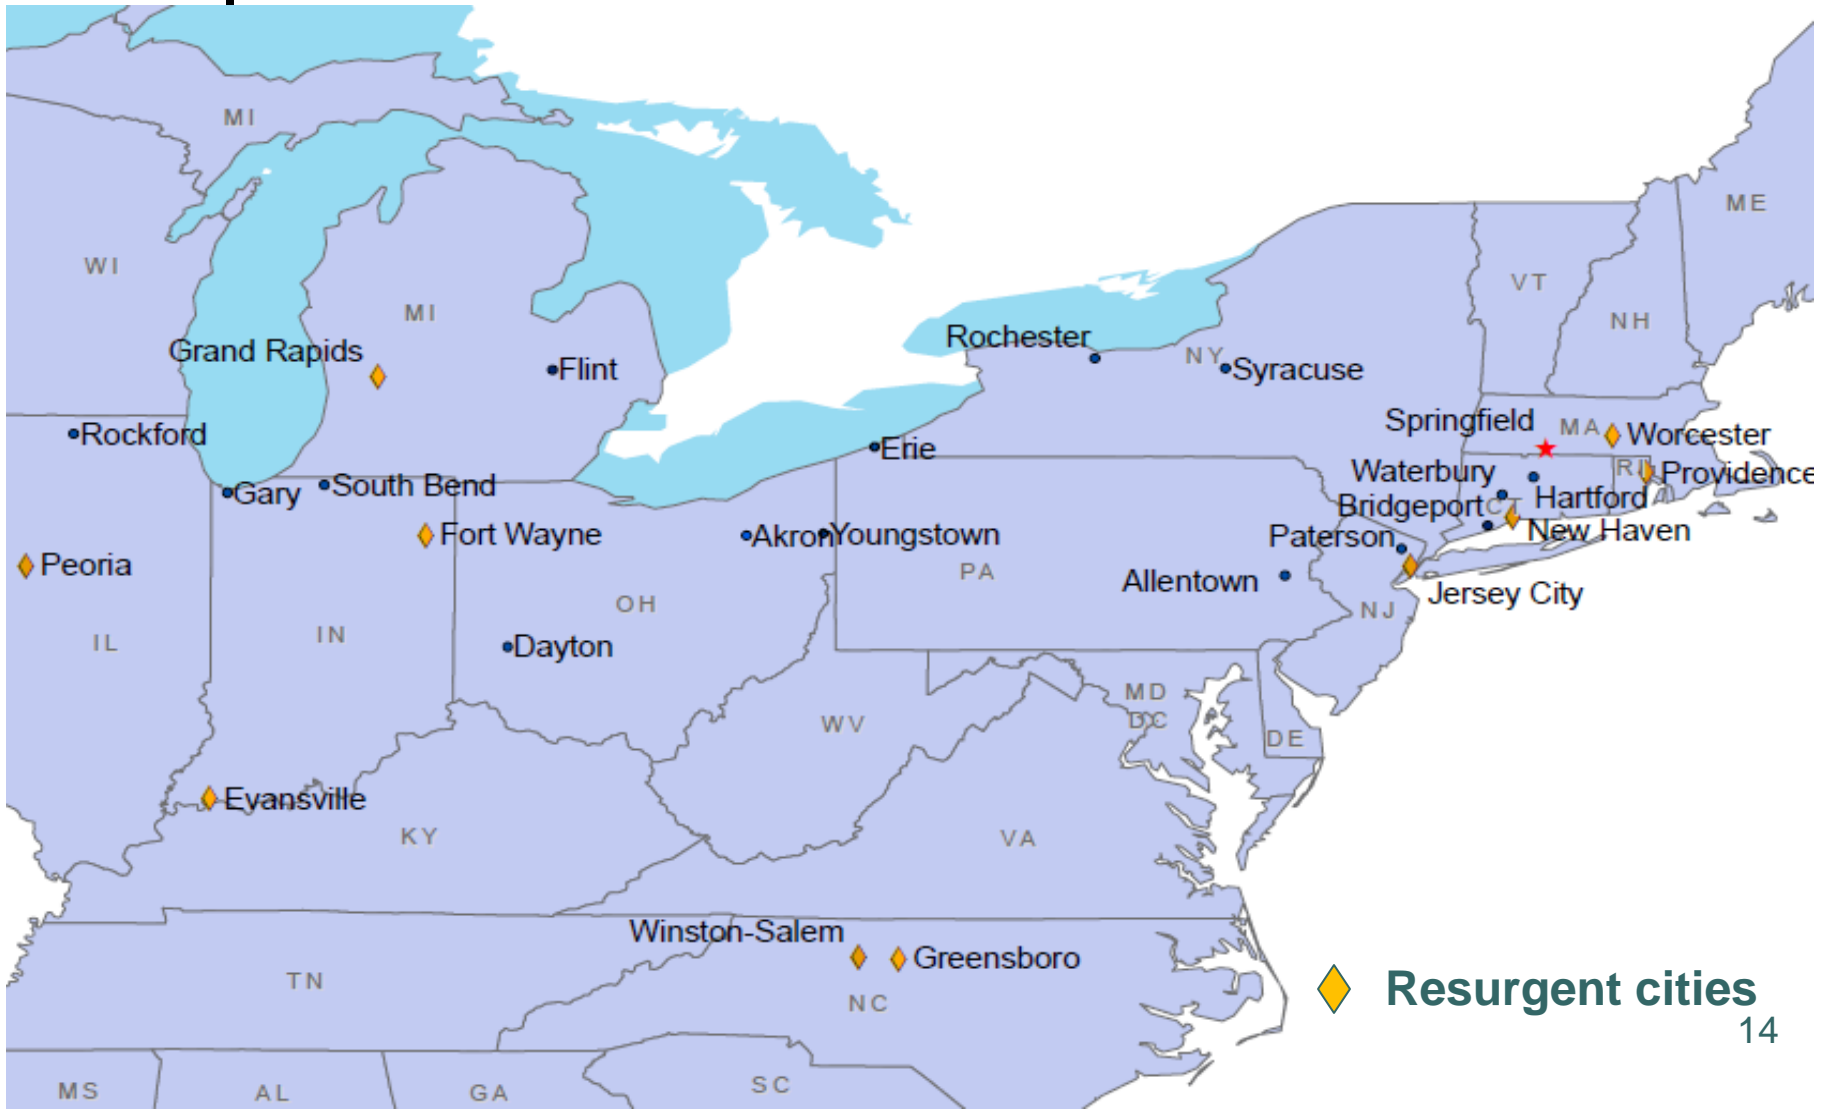 MI
ME
WI
VT
MI
NH
Rochester
Grand Rapids
NY
Flint
Syracuse
Springfield
MA
Worcester
Rockford
Erie
Waterbury
RI
Providence
South Bend
Gary
Hartford
Bridgeport
CT
New Haven
Fort Wayne
Akron
Youngstown
Paterson
Peoria
PA
Allentown
Jersey City
OH
NJ
IN
IL
Dayton
MD
DC
WV
DE
Evansville
KY
VA
Winston-Salem
Greensboro
TN
NC
Resurgent cities
14
MS
AL
GA
SC